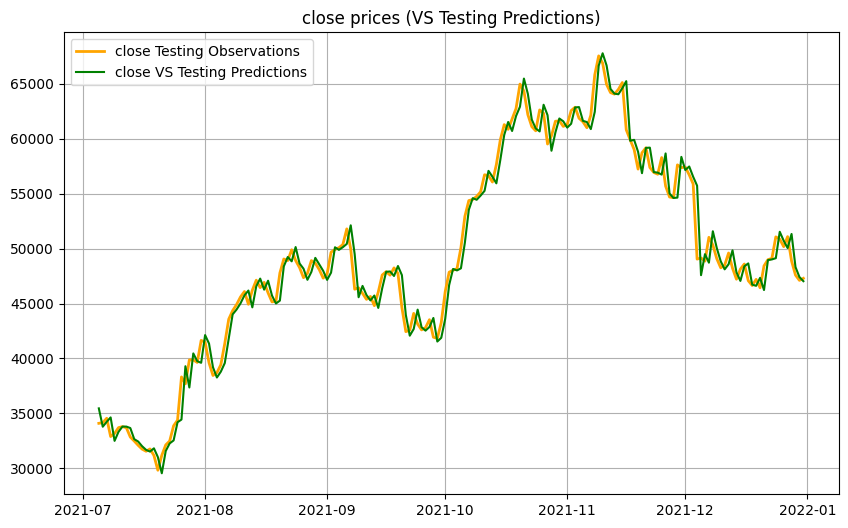 close prices (VS Testing Predictions)
close Testing Observations
close VS Testing Predictions
65000
60000
55000
50000
45000
40000
35000
30000
2021-07 2021-08 2021-09 2021-10 2021-11 2021-12 2022-01